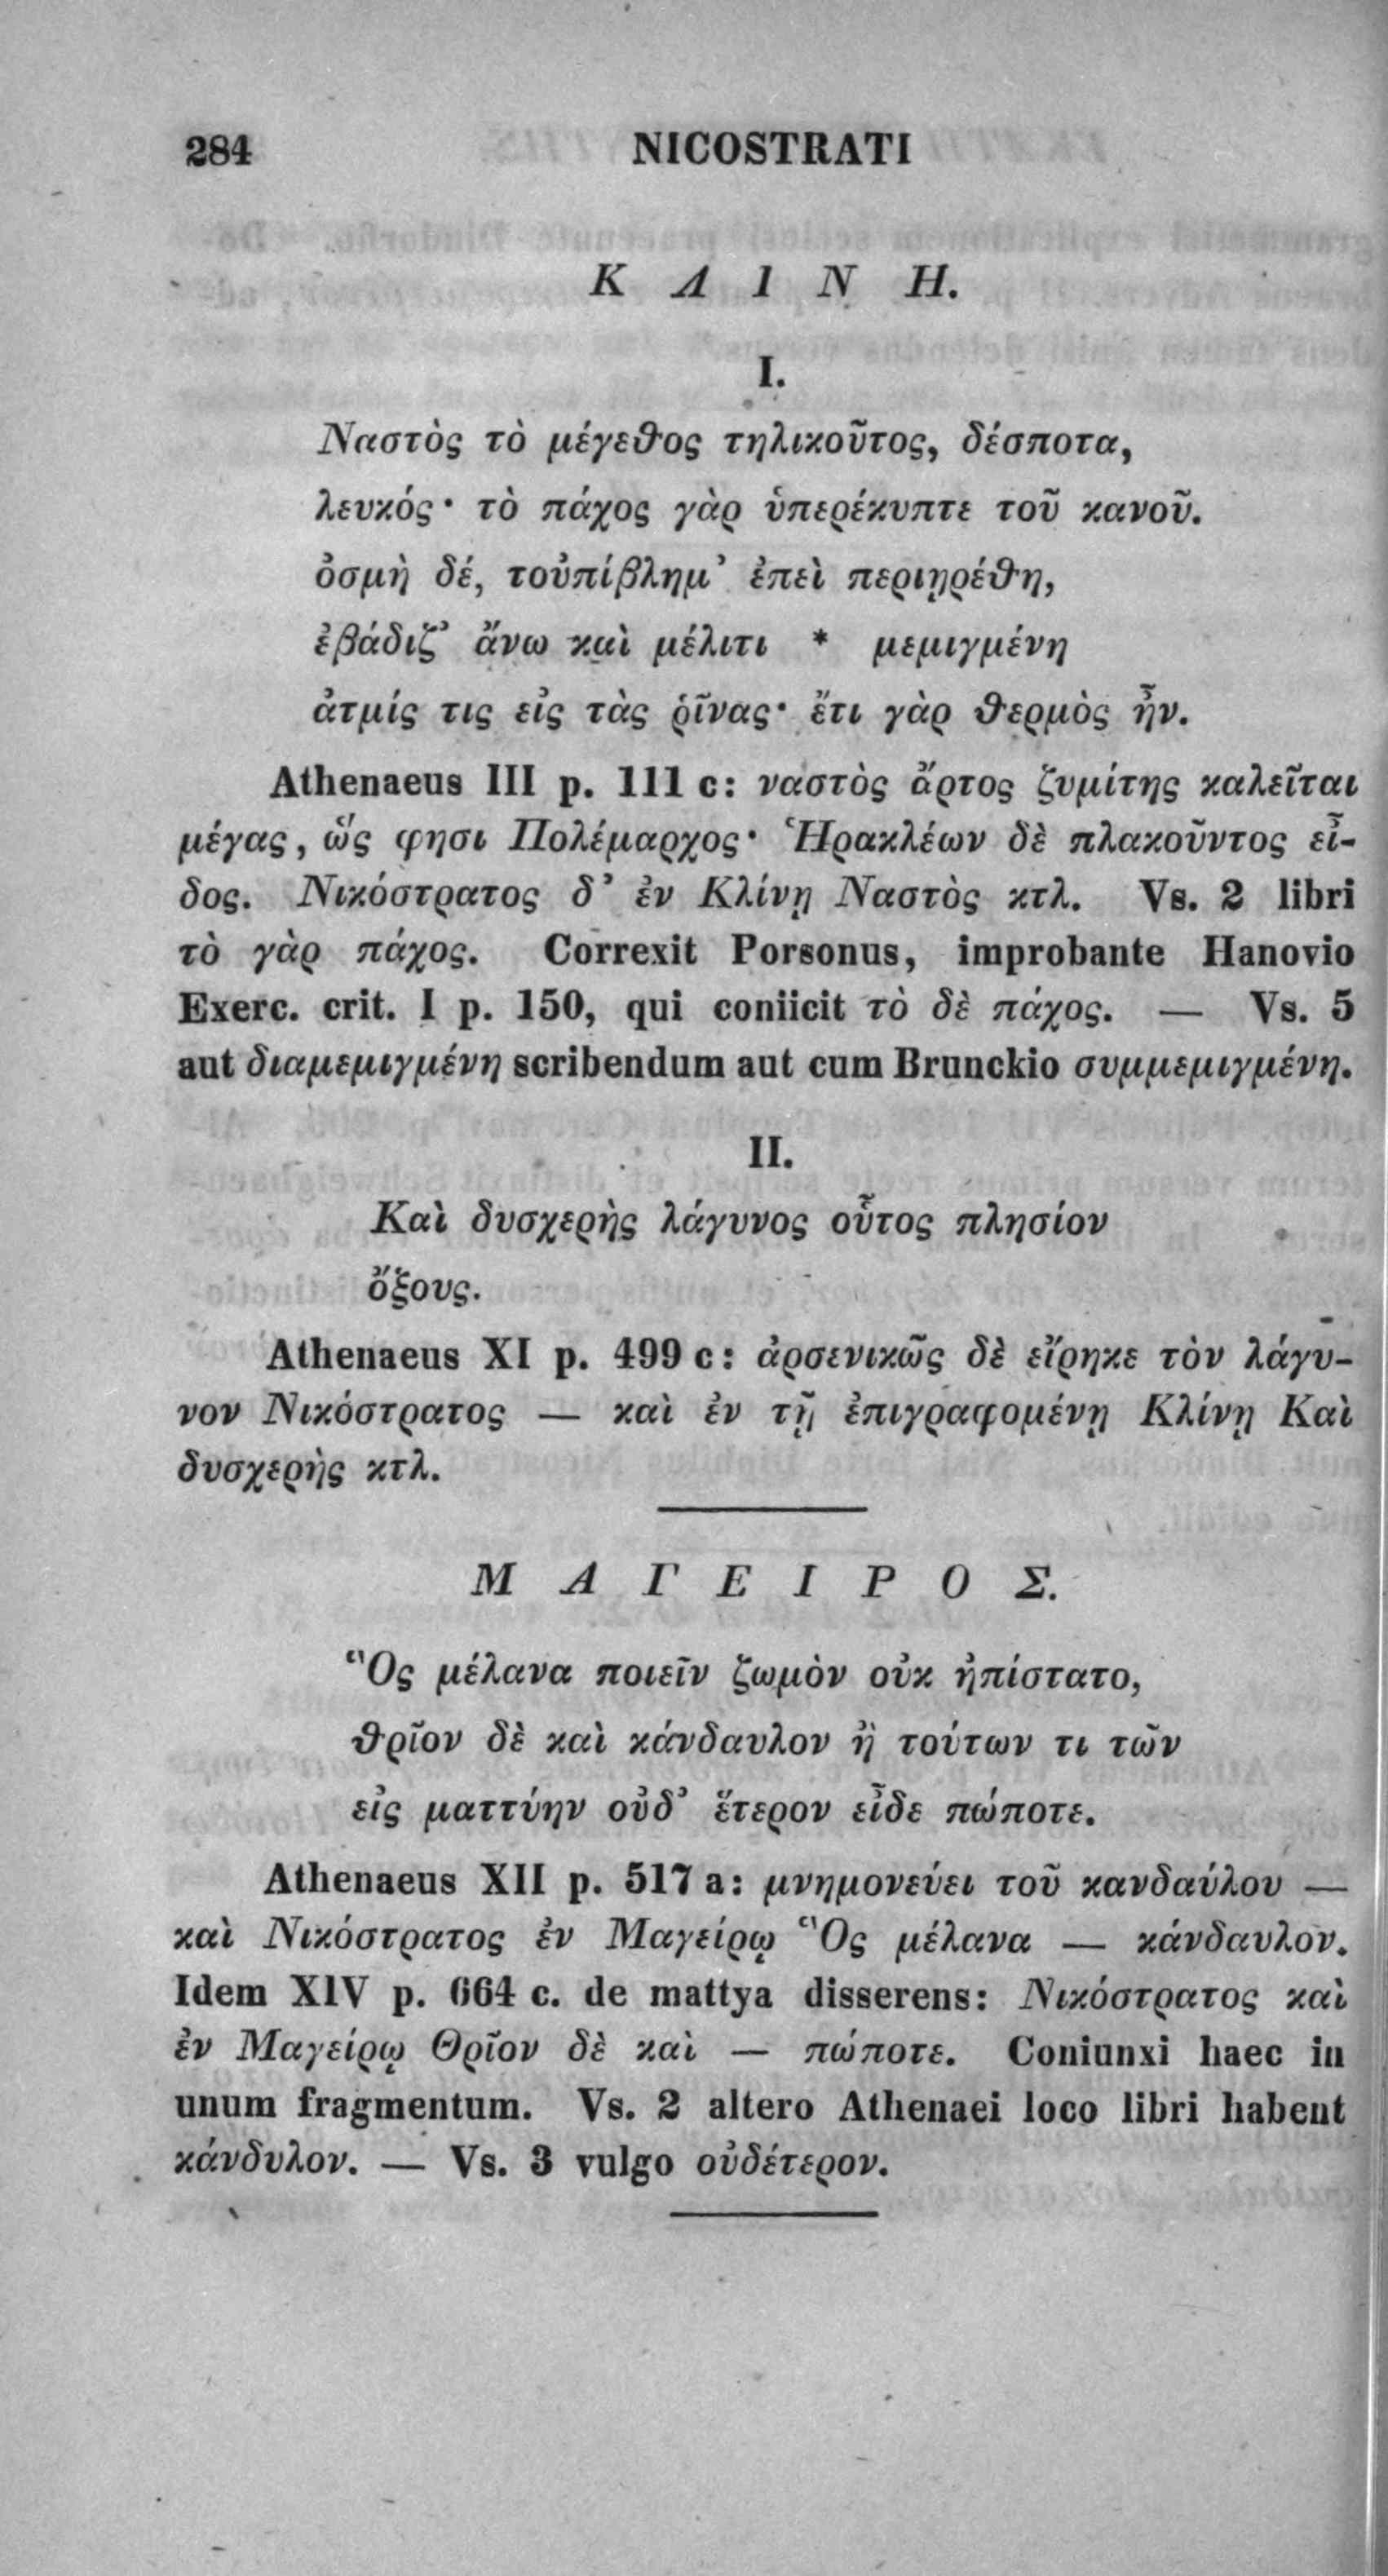 284 NICOSTRATI
Κ Λ Ι Ν Η.
I.
Ναστὸς τὸ μέγεθος τηλικοῦτος, δέσποτα,
λευκός· τὸ πάχος γὰρ ὑπερέκυπτε τοῦ κανοῦ.
ὀσμὴ δέ, τοὐπίβλημ᾽ ἐπεὶ περιῃρέθη,
ἐβάδιζ᾽ ἄνω καὶ μέλιτι * μεμιγμένη
ἀτμίς τις εἰς τὰς ῥῖνας· ἔτι γὰρ θερμὸς ἦν.
Athenaeus III p. 111 c: ναστὸς ἄρτος ζυμίτης καλεῖται
μέγας, ὥς φησι Πολέμαρχος· Ἡρακλέων δὲ πλακοῦντος εἶ-
δος. Νικόστρατος δ᾽ ἐν Κλίνῃ Ναστὸς κτλ. Vs. 2 libri
τὸ γὰρ πάχος. Correxit Porsonus, improbante Hanovio
Exerc. crit. I p. 150, qui coniicit τὸ δὲ πάχος. — Vs. 5
aut διαμεμιγμένη scribendum aut cum Brunckio συμμεμιγμένη.
II.
Καὶ δυσχερὴς λάγυνος οὗτος πλησίον
ὄξους.
Athenaeus XI p. 499 c: ἀρσενικῶς δὲ εἴρηκε τὸν λάγυ-
νον Νικόστρατος — καὶ ἐν τῇ ἐπιγραφομένῃ Κλίνῃ Καὶ
δυσχερὴς κτλ.
Μ Α Γ Ε Ι Ρ Ο Σ.
Ὃς μέλανα ποιεῖν ζωμὸν οὐκ ἠπίστατο,
θρῖον δὲ καὶ κάνδαυλον ἢ τούτων τι τῶν
εἰς ματτύην οὐδ᾽ ἕτερον εἶδε πώποτε.
Athenaeus XII p. 517 a: μνημονεύει τοῦ κανδαύλου —
καὶ Νικόστρατος ἐν Μαγείρῳ Ὃς μέλανα — κάνδαυλον.
Idem XIV p. 664 c. de mattya disserens: Νικόστρατος καὶ
ἐν Μαγείρῳ Θρῖον δὲ καὶ — πώποτε. Coniunxi haec in
unum fragmentum. Vs. 2 altero Athenaei loco libri habent
κάνδυλον. — Vs. 3 vulgo οὐδέτερον.